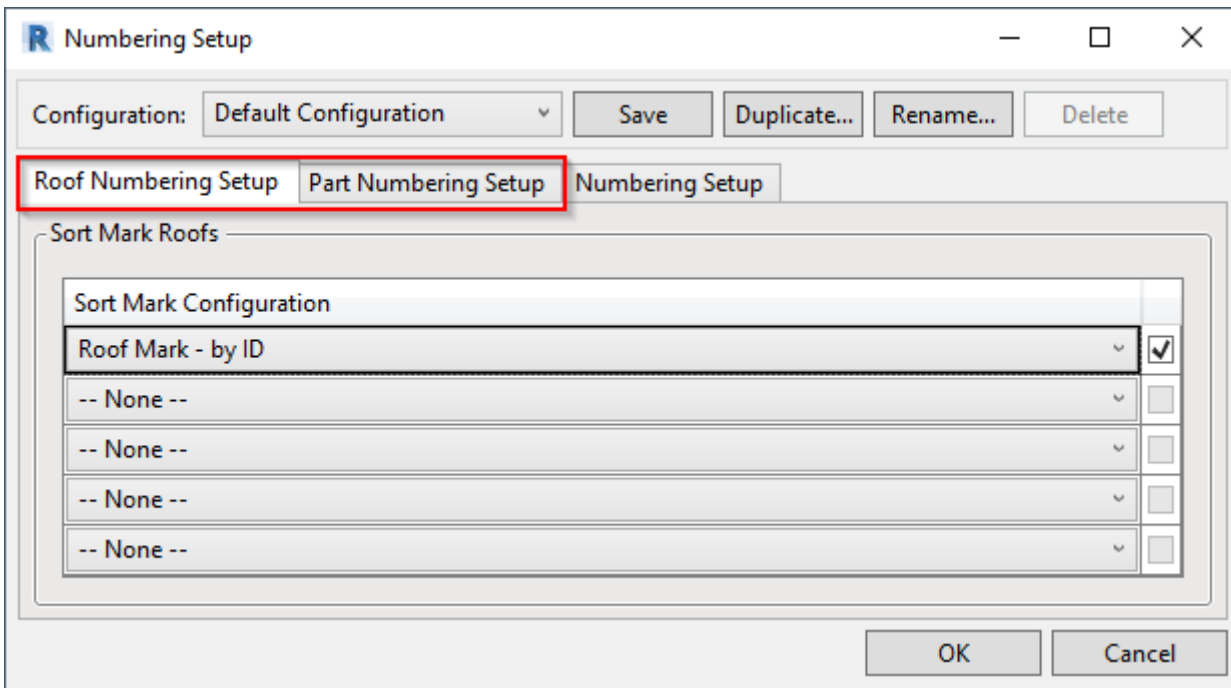 Numbering Setup
Configuration: Default Configuration Save Duplicate... Rename... Delete
Roof Numbering Setup Part Numbering Setup Numbering Setup
Sort Mark Roofs
Sort Mark Configuration
Roof Mark - by ID
-- None --
-- None --
-- None --
-- None --
OK Cancel